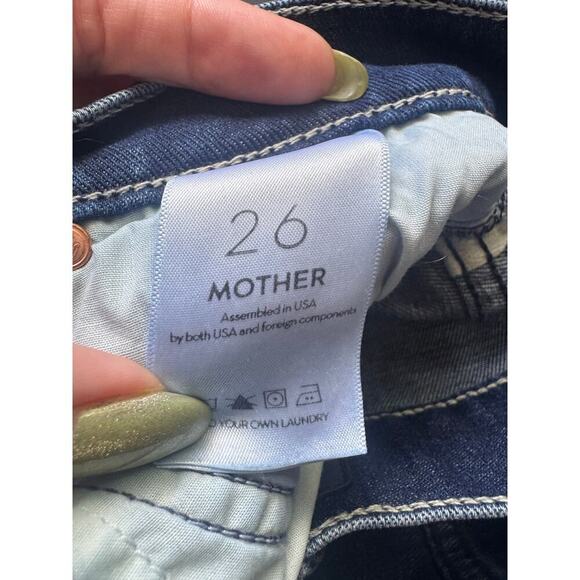 26
MOTHER
Assembled in USA
by both USA and foreign components
YOUR OWN LAUNDRY